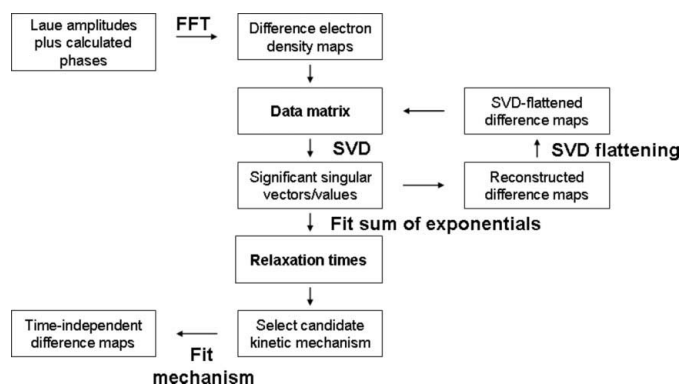 Laue amplitudes
plus calculated
phases
FFT
Difference electron
density maps
Data matrix
SVD-flattened
difference maps
SVD
SVD flattening
Significant singular
vectors/values
Reconstructed
difference maps
Fit sum of exponentials
Relaxation times
Time-independent
difference maps
Select candidate
kinetic mechanism
Fit
mechanism